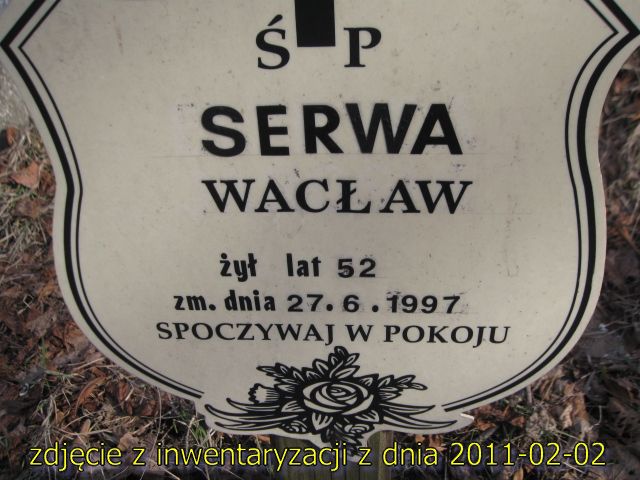 Ś P
SERWA
WACŁAW
żył lat 52
zm. dnia 27.6.1997
SPOCZYWAJ W POKOJU
zdjęcie z inwentaryzacji z dnia 2011-02-02